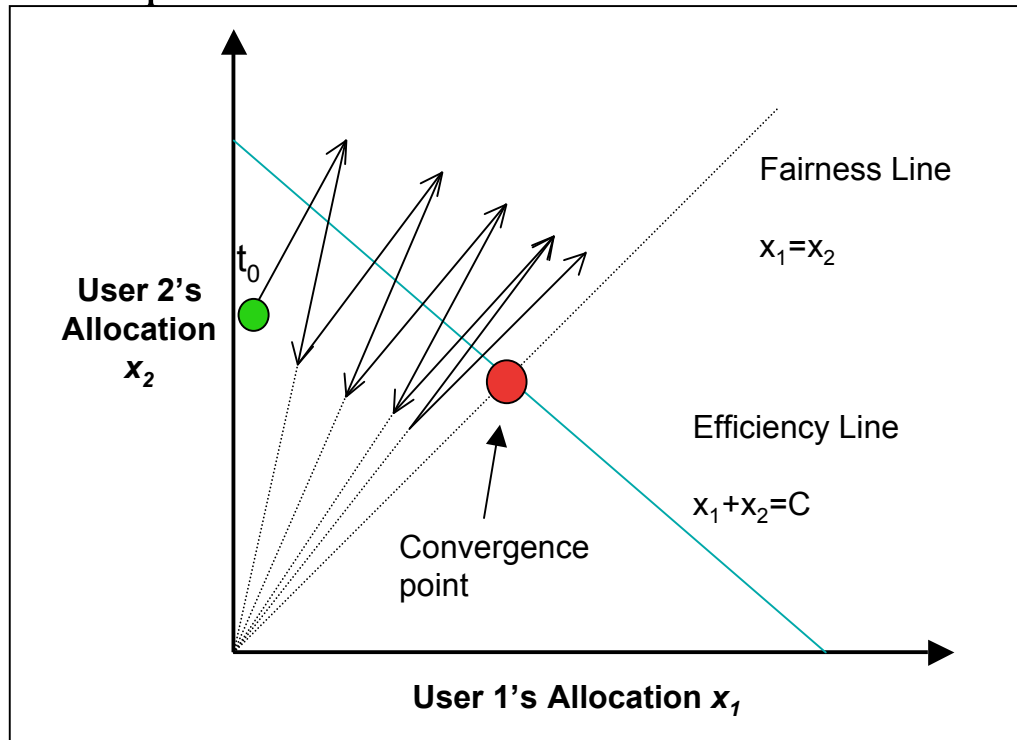 t₀
User 2's
Allocation
x₂
Fairness Line
x₁=x₂
Efficiency Line
x₁+x₂=C
Convergence
point
User 1's Allocation x₁